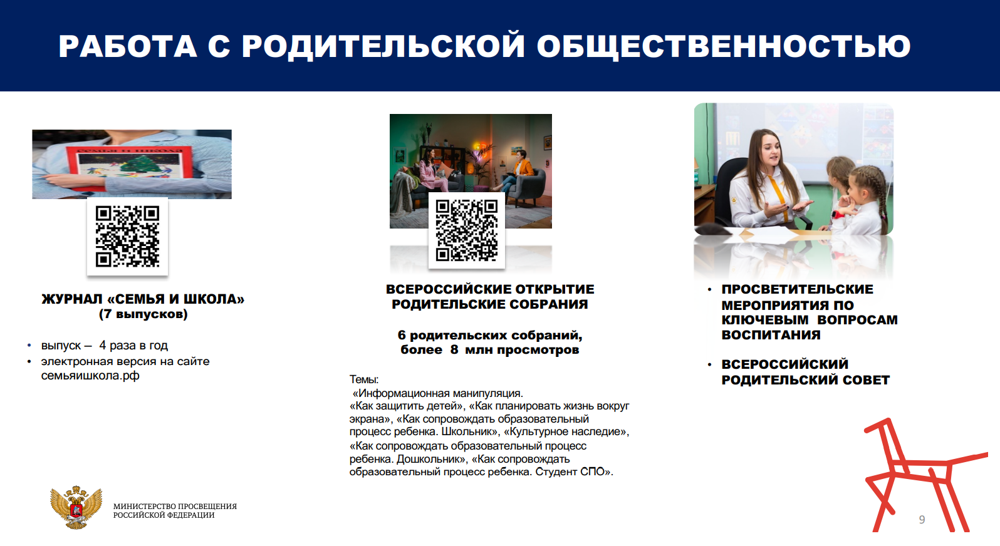 РАБОТА С РОДИТЕЛЬСКОЙ ОБЩЕСТВЕННОСТЬЮ
семья и школа
ЖУРНАЛ «СЕМЬЯ И ШКОЛА»
(7 выпусков)
• выпуск – 4 раза в год
• электронная версия на сайте
семьяишкола.рф
ВСЕРОССИЙСКИЕ ОТКРЫТИЕ
РОДИТЕЛЬСКИЕ СОБРАНИЯ
6 родительских собраний,
более 8 млн просмотров
Темы:
«Информационная манипуляция.
«Как защитить детей», «Как планировать жизнь вокруг
экрана», «Как сопровождать образовательный
процесс ребенка. Школьник», «Культурное наследие»,
«Как сопровождать образовательный процесс
ребенка. Дошкольник», «Как сопровождать
образовательный процесс ребенка. Студент СПО».
• ПРОСВЕТИТЕЛЬСКИЕ
МЕРОПРИЯТИЯ ПО
КЛЮЧЕВЫМ ВОПРОСАМ
ВОСПИТАНИЯ
• ВСЕРОССИЙСКИЙ
РОДИТЕЛЬСКИЙ СОВЕТ
МИНИСТЕРСТВО ПРОСВЕЩЕНИЯ
РОССИЙСКОЙ ФЕДЕРАЦИИ
9